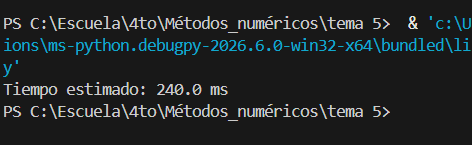 PS C:\Escuela\4to\Métodos_numéricos\tema 5>  & 'c:\U
ions\ms-python.debugpy-2026.6.0-win32-x64\bundled\li
y'
Tiempo estimado: 240.0 ms
PS C:\Escuela\4to\Métodos_numéricos\tema 5>